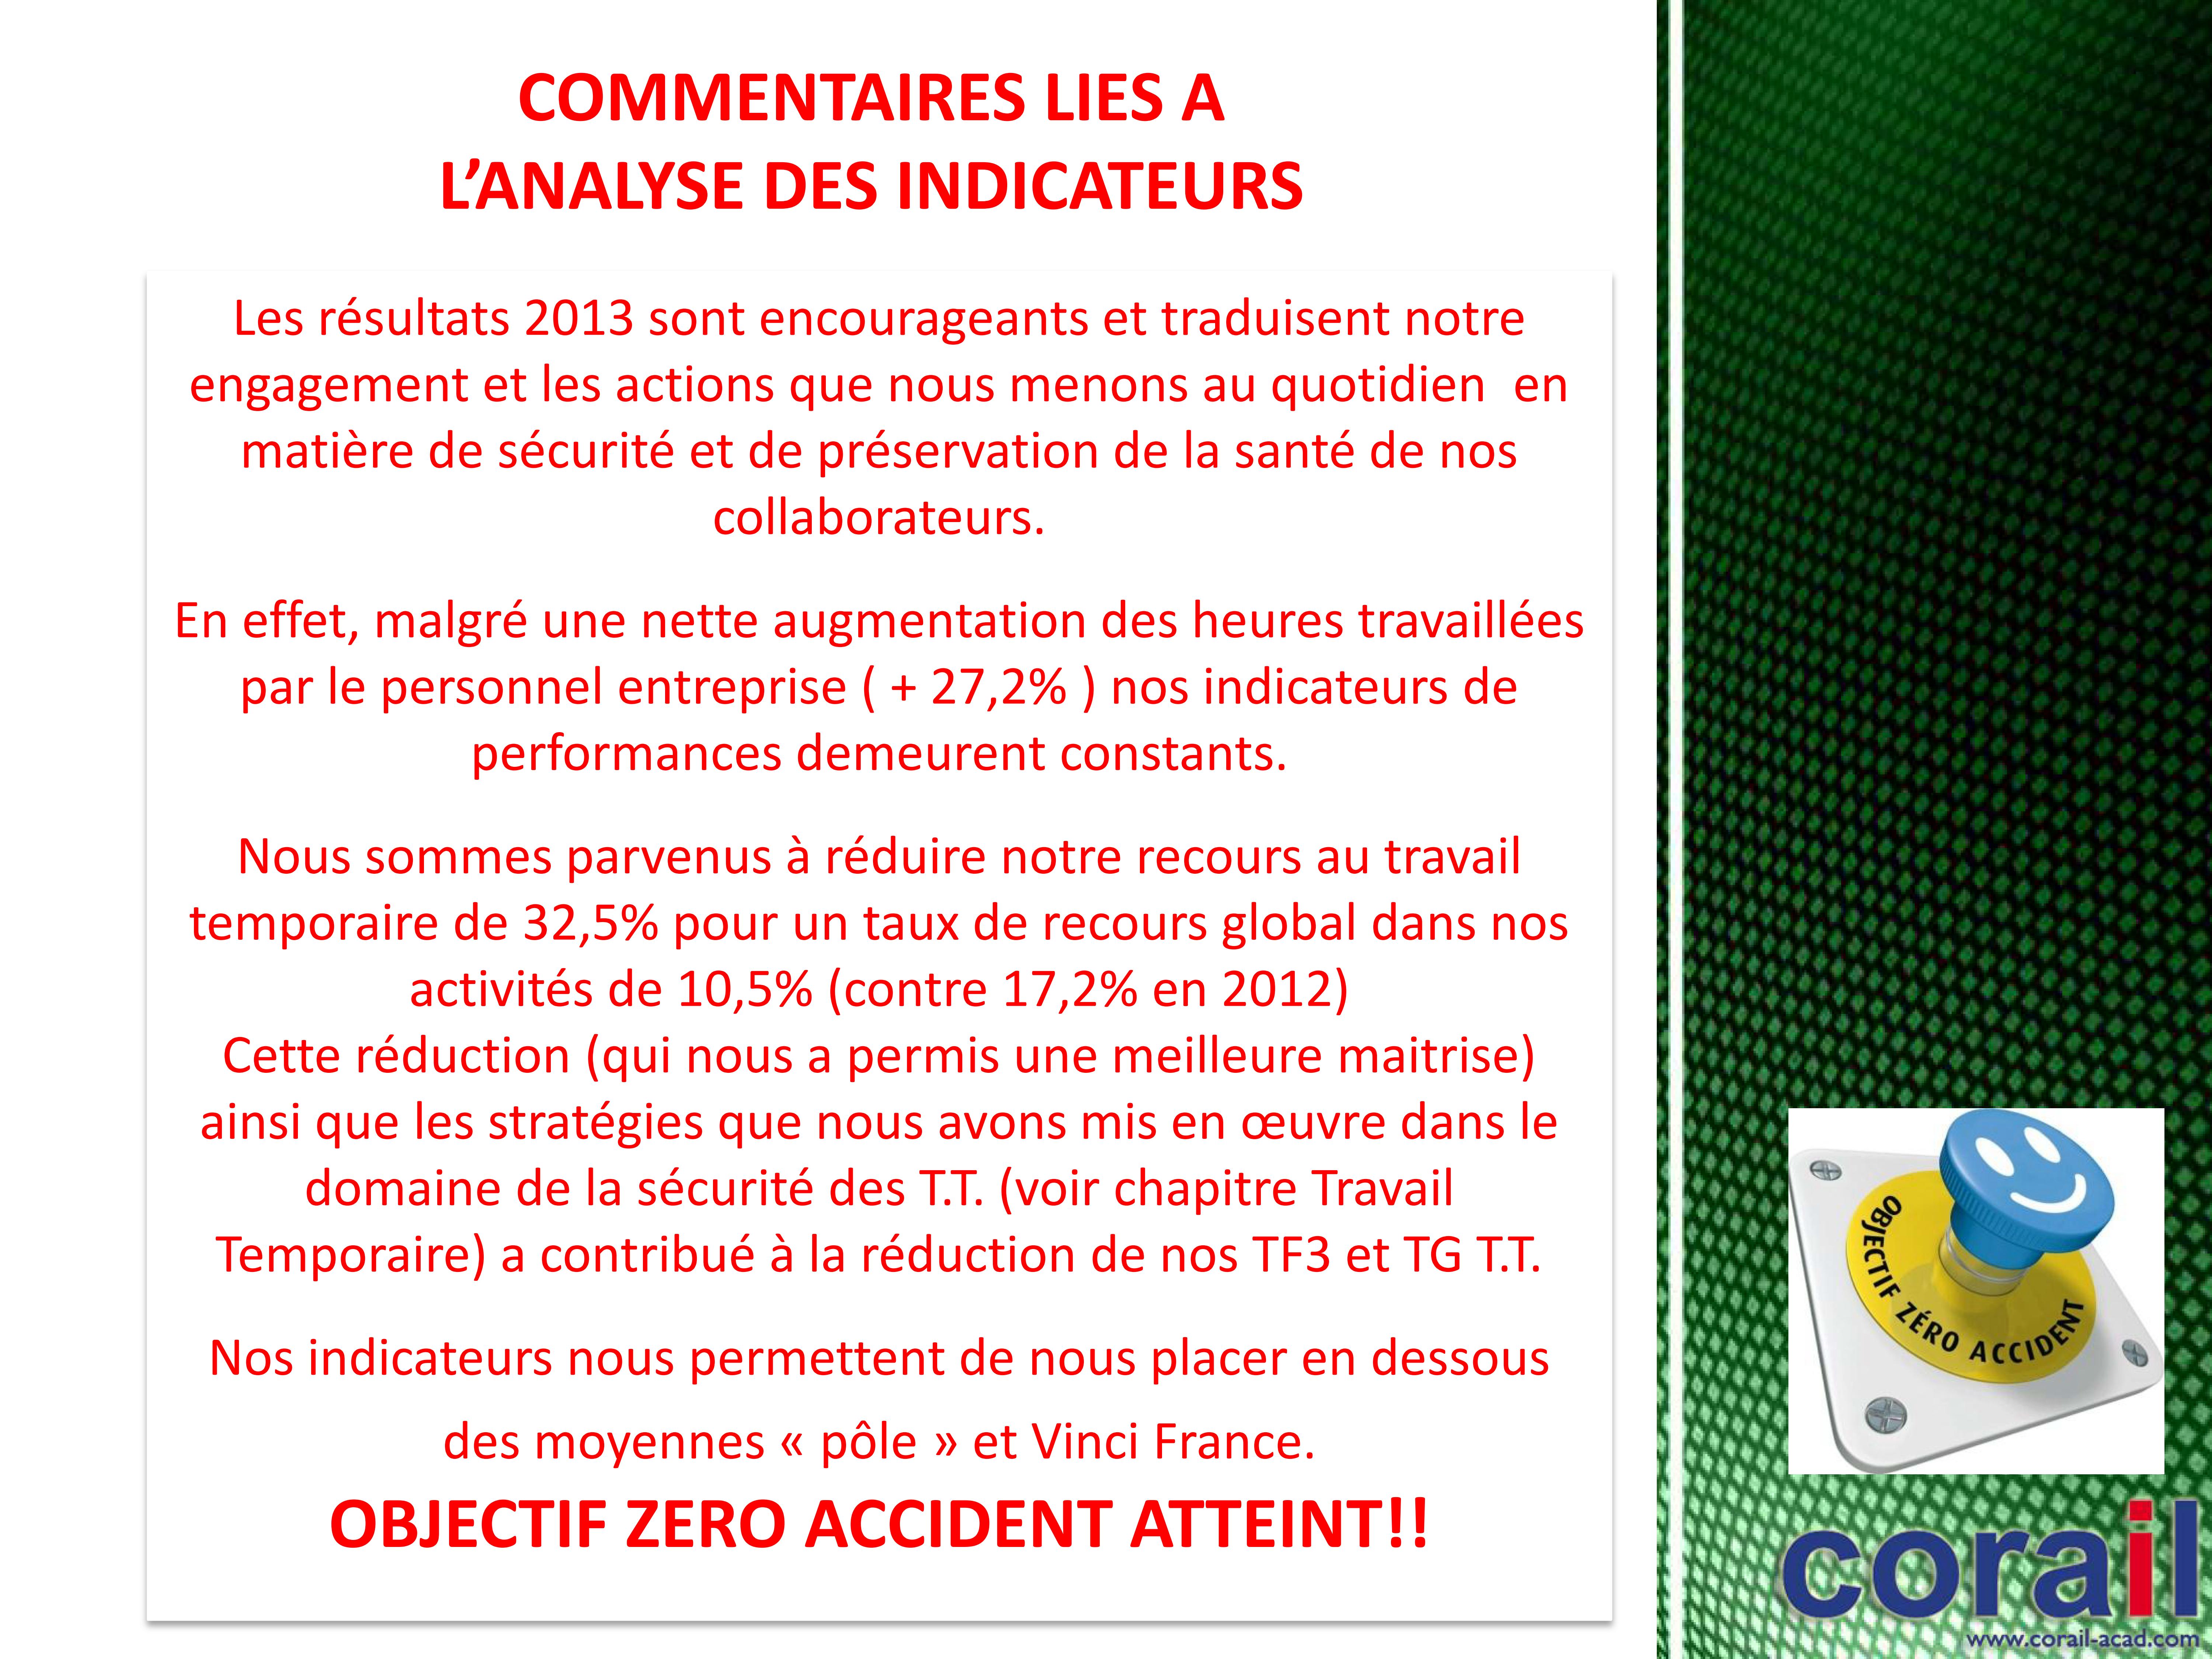 COMMENTAIRES LIES A
L’ANALYSE DES INDICATEURS
Les résultats 2013 sont encourageants et traduisent notre
engagement et les actions que nous menons au quotidien  en
matière de sécurité et de préservation de la santé de nos
collaborateurs.
En effet, malgré une nette augmentation des heures travaillées
par le personnel entreprise ( + 27,2% ) nos indicateurs de
performances demeurent constants.
Nous sommes parvenus à réduire notre recours au travail
temporaire de 32,5% pour un taux de recours global dans nos
activités de 10,5% (contre 17,2% en 2012)
Cette réduction (qui nous a permis une meilleure maitrise)
ainsi que les stratégies que nous avons mis en œuvre dans le
domaine de la sécurité des T.T. (voir chapitre Travail
Temporaire) a contribué à la réduction de nos TF3 et TG T.T.
Nos indicateurs nous permettent de nous placer en dessous
des moyennes « pôle » et Vinci France.
OBJECTIF ZERO ACCIDENT ATTEINT!!
OBJECTIF ZÉRO ACCIDENT
corail
www.corail-acad.com